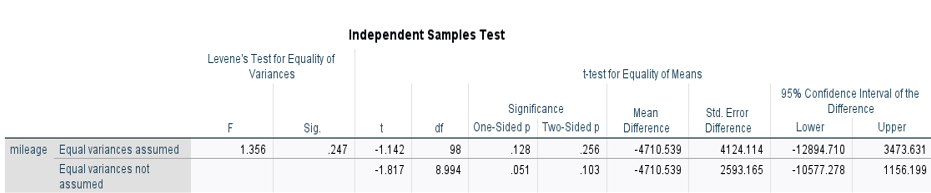 Independent Samples Test
Levene's Test for Equality of
Variances
t-test for Equality of Means
95% Confidence Interval of the
Difference
Significance
Mean
Difference
Std. Error
Difference
F Sig. t df One-Sided p Two-Sided p Lower Upper
mileage Equal variances assumed 1.356 .247 -1.142 98 .128 .256 -4710.539 4124.114 -12894.710 3473.631
Equal variances not
assumed
-1.817 8.994 .051 .103 -4710.539 2593.165 -10577.278 1156.199